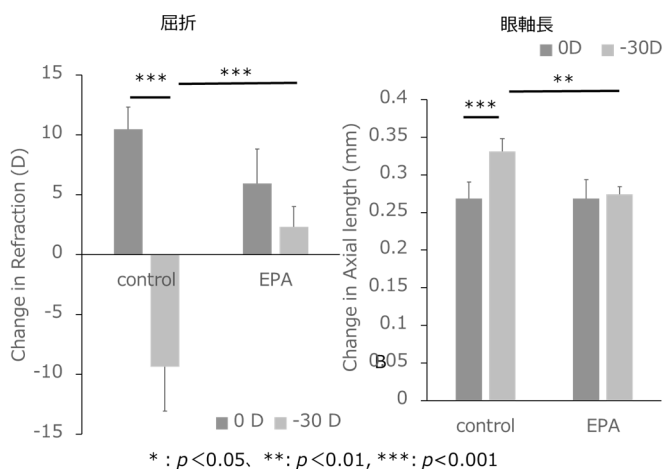 屈折
0 D -30 D
***
***
15
10
5
0
-5
-10
-15
Change in Refraction (D)
control EPA
眼軸長
0D -30D
***
**
0.4
0.35
0.3
0.25
0.2
0.15
0.1
0.05
0
B
Change in Axial length (mm)
control EPA
* : p<0.05、 **: p<0.01, ***: p<0.001